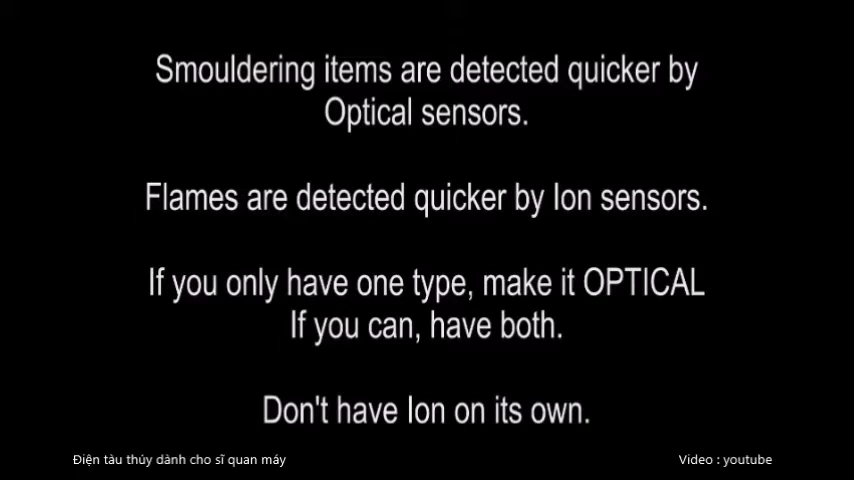 Smouldering items are detected quicker by
Optical sensors.
Flames are detected quicker by Ion sensors.
If you only have one type, make it OPTICAL
If you can, have both.
Don't have Ion on its own.
Điện tàu thủy dành cho sĩ quan máy
Video : youtube